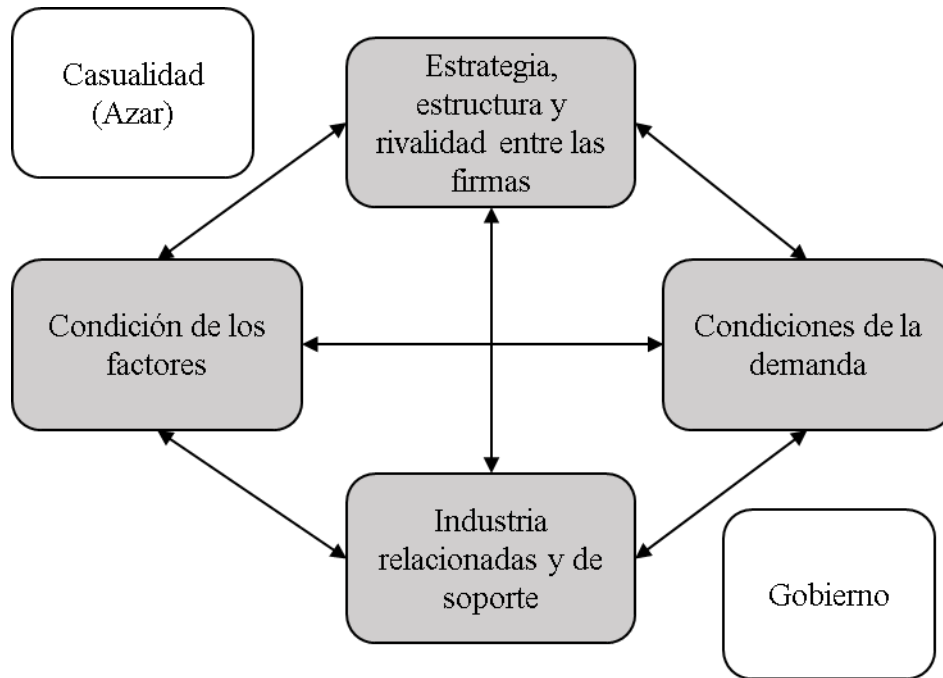 Casualidad
(Azar)
Estrategia,
estructura y
rivalidad entre las
firmas
Condición de los
factores
Condiciones de la
demanda
Industria
relacionadas y de
soporte
Gobierno